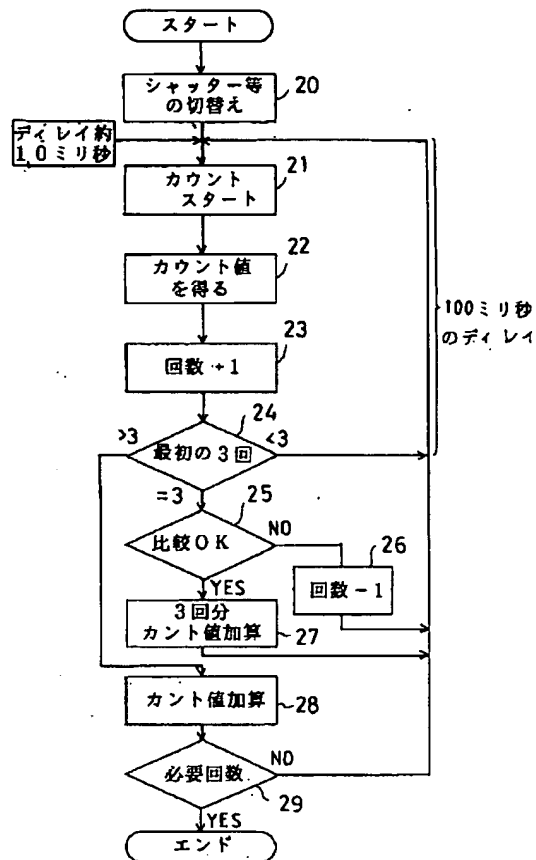 スタート
シャッター等
の切替え
20
ディレイ約
10ミリ秒
カウント
スタート
21
カウント値
を得る
22
100ミリ秒
のディレイ
回数+1
23
最初の3回
24
>3
<3
=3
比較OK
25
NO
YES
回数-1
26
3回分
カント値加算
27
カント値加算
28
必要回数
29
NO
YES
エンド